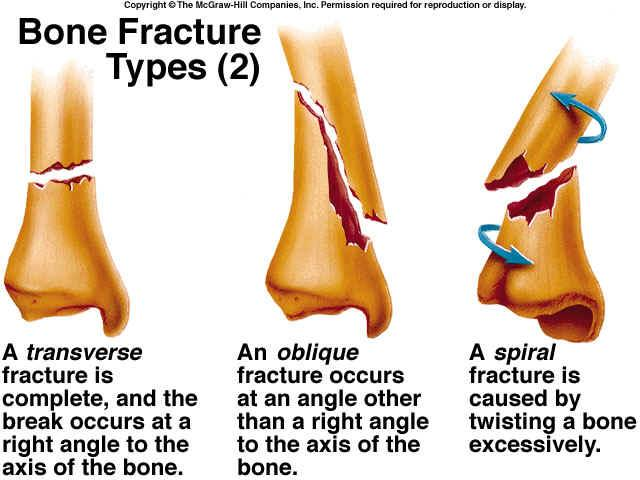 Copyright © The McGraw-Hill Companies, Inc. Permission required for reproduction or display.
Bone Fracture
Types (2)
A transverse
fracture is
complete, and the
break occurs at a
right angle to the
axis of the bone.
An oblique
fracture occurs
at an angle other
than a right angle
to the axis of the
bone.
A spiral
fracture is
caused by
twisting a bone
excessively.